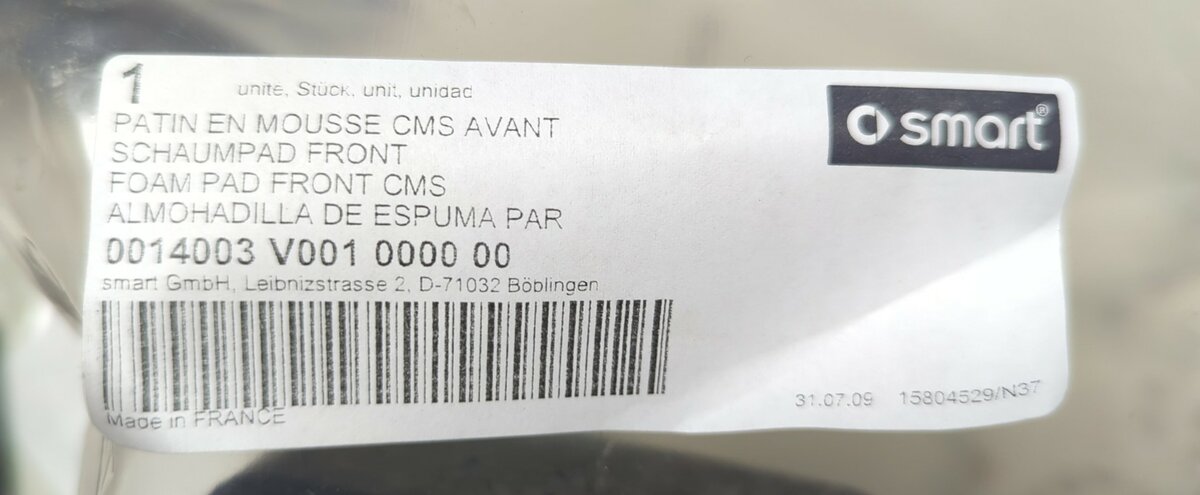 1 unite, Stück, unit, unidad
PATIN EN MOUSSE CMS AVANT
SCHAUMPAD FRONT
FOAM PAD FRONT CMS
ALMOHADILLA DE ESPUMA PAR
0014003 V001 0000 00
smart GmbH, Leibnizstrasse 2, D-71032 Böblingen
Made in FRANCE
smart®
31.07.09 15804529/N37